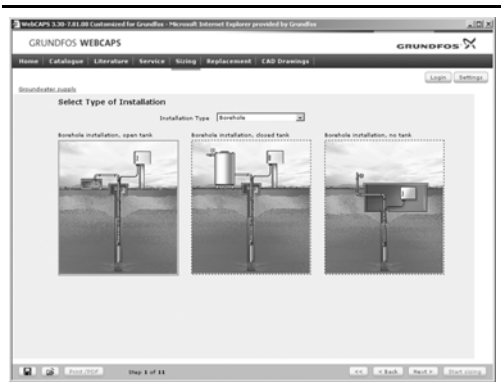 WebCAPS 3.30-7.01.08 Customized for Grundfos - Microsoft Internet Explorer provided by Grundfos
GRUNDFOS WEBCAPS
GRUNDFOS
Home Catalogue Literature Service Sizing Replacement CAD Drawings
Login Settings
Groundwater supply
Select Type of Installation
Installation Type Borehole
Borehole installation, open tank Borehole installation, closed tank Borehole installation, no tank
Print/PDF Step 1 of 11 << < Back Next > Start sizing